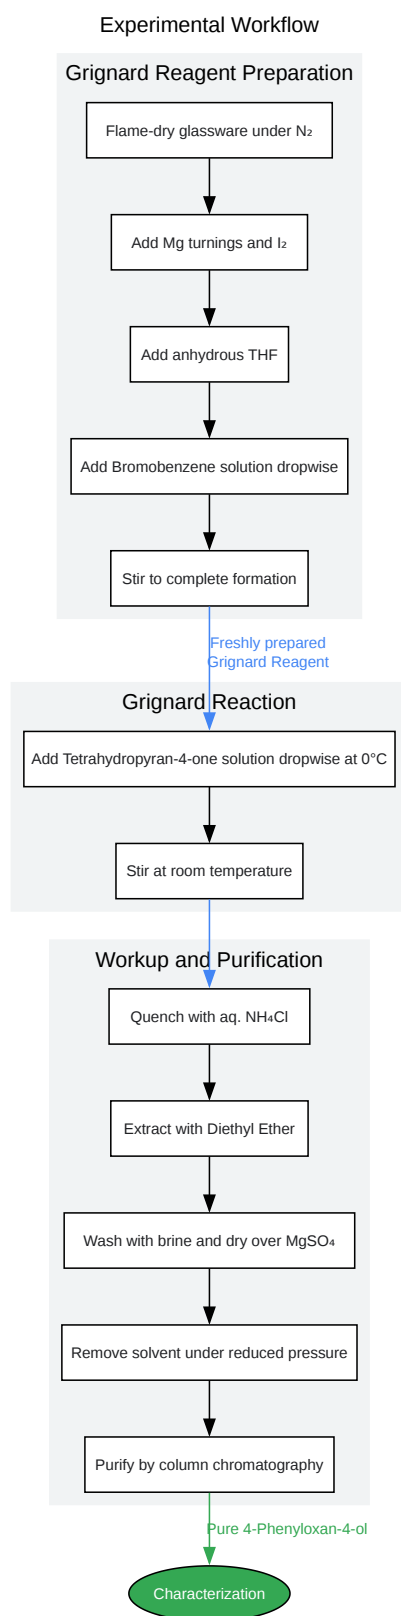 Experimental Workflow
Grignard Reagent Preparation
Flame-dry glassware under N₂
Add Mg turnings and I₂
Add anhydrous THF
Add Bromobenzene solution dropwise
Stir to complete formation
Freshly prepared
Grignard Reagent
Grignard Reaction
Add Tetrahydropyran-4-one solution dropwise at 0°C
Stir at room temperature
Workup and Purification
Quench with aq. NH₄Cl
Extract with Diethyl Ether
Wash with brine and dry over MgSO₄
Remove solvent under reduced pressure
Purify by column chromatography
Pure 4-Phenyloxan-4-ol
Characterization